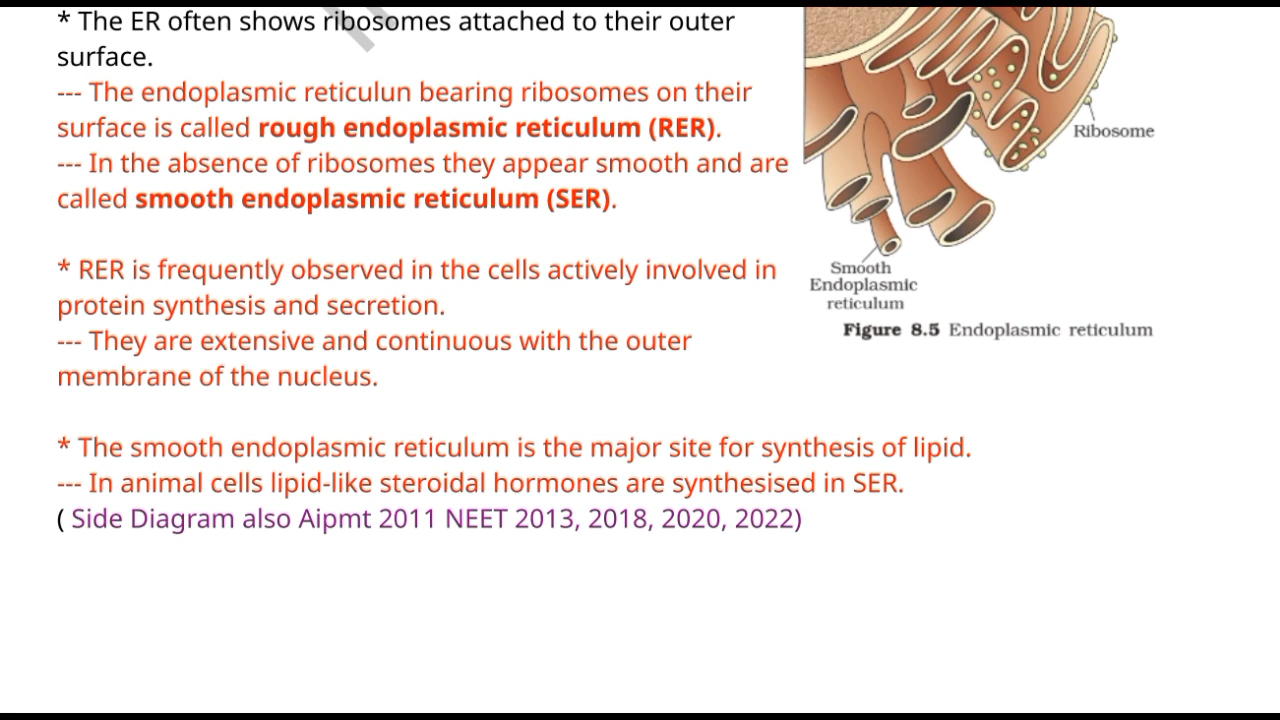 * The ER often shows ribosomes attached to their outer
surface.
--- The endoplasmic reticulun bearing ribosomes on their
surface is called rough endoplasmic reticulum (RER).
--- In the absence of ribosomes they appear smooth and are
called smooth endoplasmic reticulum (SER).
* RER is frequently observed in the cells actively involved in
protein synthesis and secretion.
--- They are extensive and continuous with the outer
membrane of the nucleus.
* The smooth endoplasmic reticulum is the major site for synthesis of lipid.
--- In animal cells lipid-like steroidal hormones are synthesised in SER.
( Side Diagram also Aipmt 2011 NEET 2013, 2018, 2020, 2022)
Ribosome
Smooth
Endoplasmic
reticulum
Figure 8.5 Endoplasmic reticulum